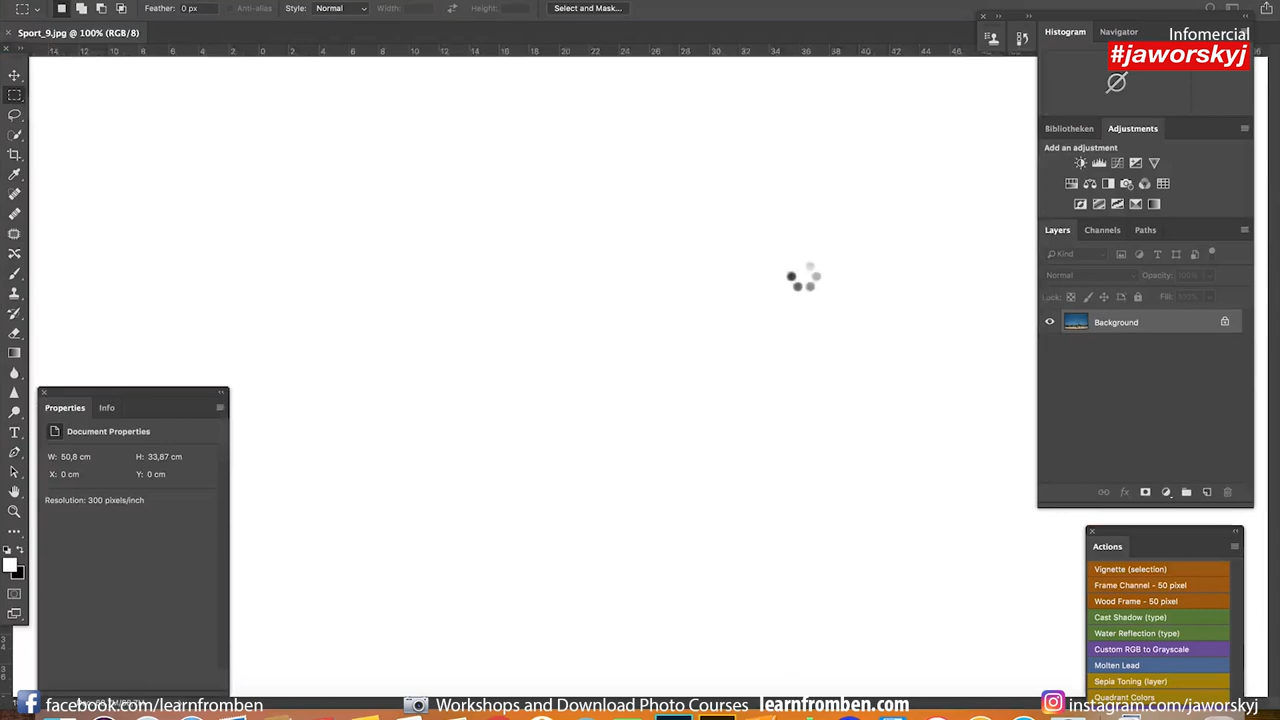 Feather: 0 px Anti-alias Style: Normal Width: Height: Select and Mask...
Sport_9.jpg @ 100% (RGB/8)
Histogram Navigator
Infomercial
#jaworskyj
Bibliotheken Adjustments
Add an adjustment
Layers Channels Paths
Kind
Normal Opacity: 100%
Lock: Fill: 100%
Background
Properties Info
Document Properties
W: 50,8 cm H: 33,87 cm
X: 0 cm Y: 0 cm
Resolution: 300 pixels/inch
Actions
Vignette (selection)
Frame Channel - 50 pixel
Wood Frame - 50 pixel
Cast Shadow (type)
Water Reflection (type)
Custom RGB to Grayscale
Molten Lead
Sepia Toning (layer)
Quadrant Colors
facebook.com/learnfromben Workshops and Download Photo Courses learnfromben.com instagram.com/jaworskyj